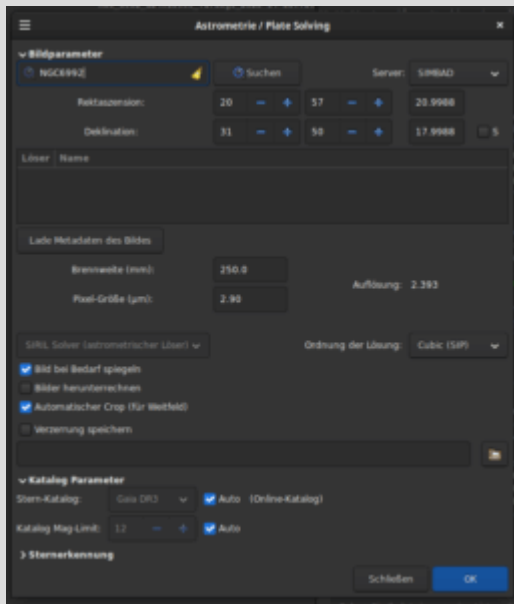 Astrometrie / Plate Solving
Bildparameter
NGC6992 Suchen Server: SIMBAD
Rektaszension: 20 57 20.9988
Deklination: 31 50 17.9988 S
Löser Name
Lade Metadaten des Bildes
Brennweite (mm): 250.0
Auflösung: 2.393
Pixel-Größe (µm): 2.90
SIRIL Solver (astrometrischer Löser) Ordnung der Lösung: Cubic (SIP)
Bild bei Bedarf spiegeln
Bilder herunterrechnen
Automatischer Crop (für Weitfeld)
Verzerrung speichern
Katalog Parameter
Stern-Katalog: Gaia DR3 Auto (Online-Katalog)
Katalog Mag-Limit: 12 Auto
Sternerkennung
Schließen OK